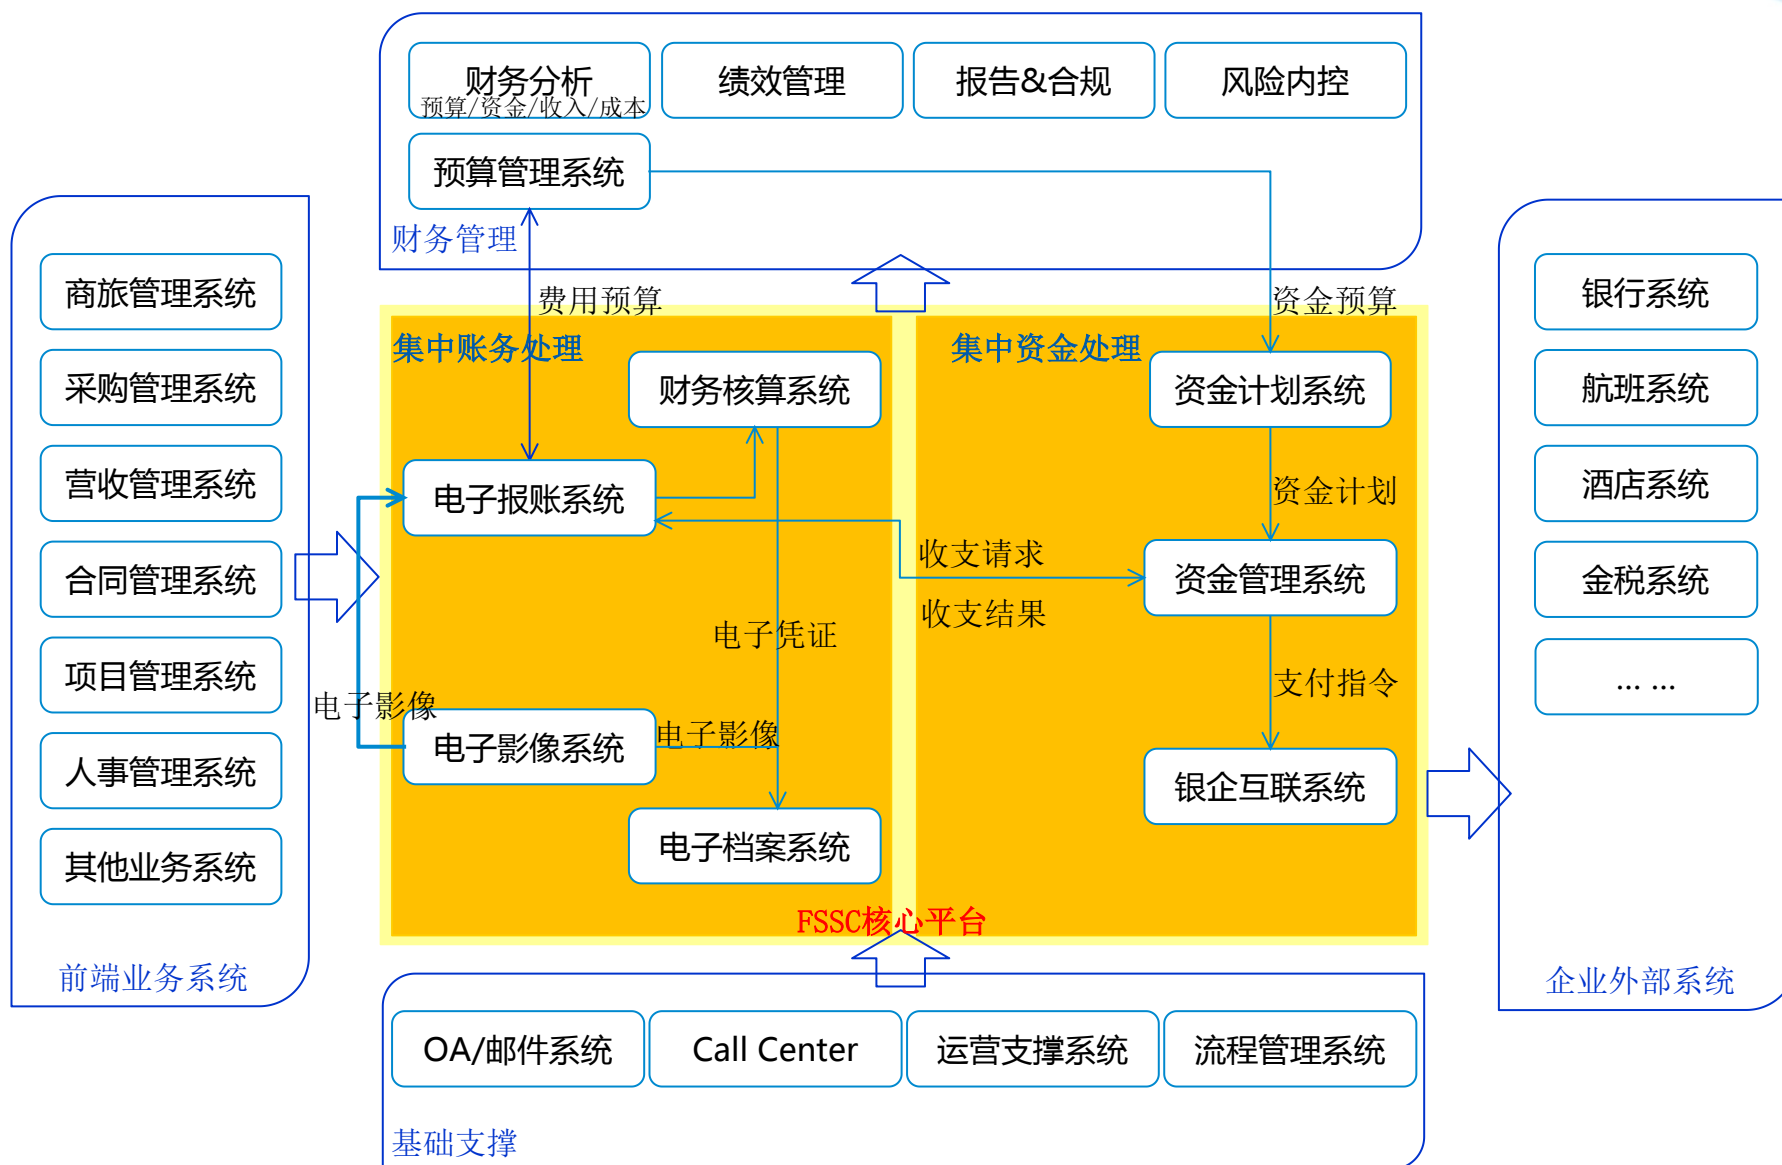 财务分析
预算/资金/收入/成本
绩效管理
报告&合规
风险内控
预算管理系统
财务管理
商旅管理系统
采购管理系统
营收管理系统
合同管理系统
项目管理系统
人事管理系统
其他业务系统
前端业务系统
费用预算
资金预算
集中账务处理
财务核算系统
电子报账系统
电子凭证
电子影像
电子影像系统
电子影像
电子档案系统
集中资金处理
资金计划系统
资金计划
收支请求
收支结果
资金管理系统
支付指令
银企互联系统
FSSC核心平台
银行系统
航班系统
酒店系统
金税系统
... ...
企业外部系统
OA/邮件系统
Call Center
运营支撑系统
流程管理系统
基础支撑